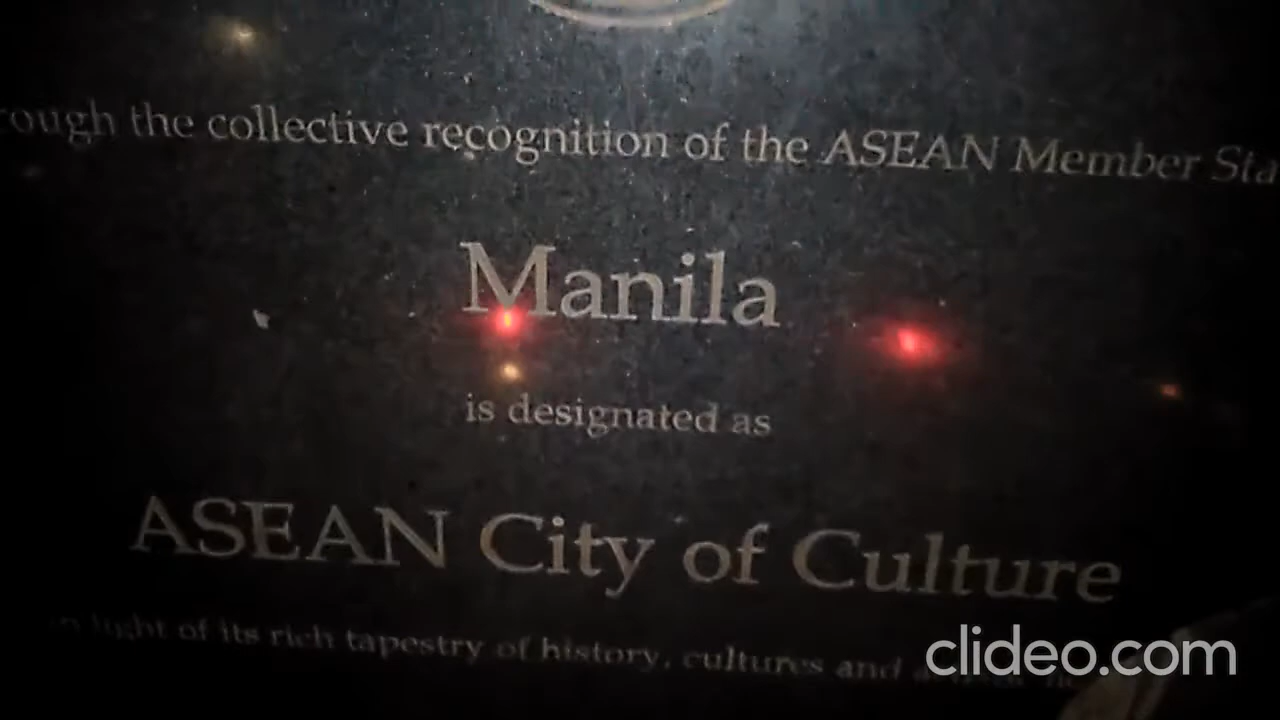 rough the collective recognition of the ASEAN Member Sta
Manila
is designated as
ASEAN City of Culture
light of its rich tapestry of history, cultures and
clideo.com